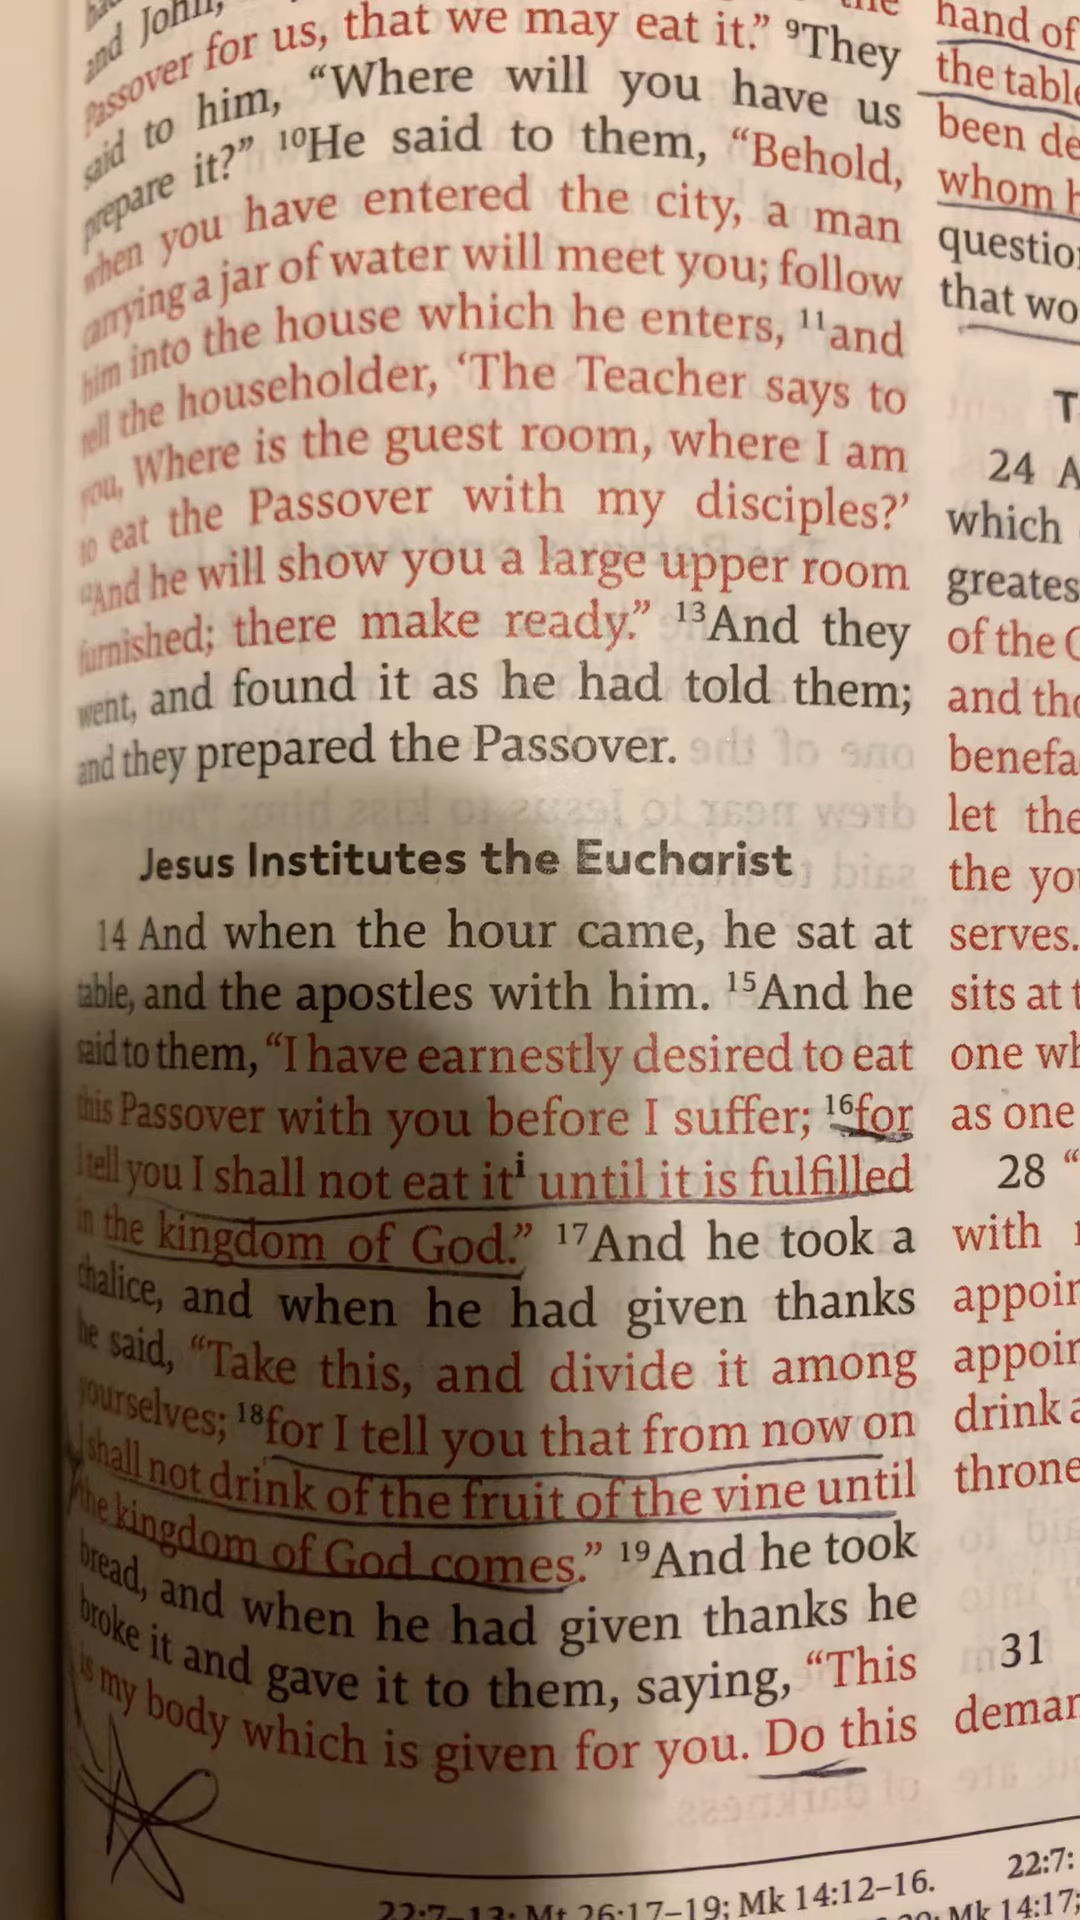 and John,
Passover for us, that we may eat it.” ⁹They
said to him, “Where will you have us
prepare it?” ¹⁰He said to them, “Behold,
when you have entered the city, a man
carrying a jar of water will meet you; follow
him into the house which he enters, ¹¹and
tell the householder, ‘The Teacher says to
you, Where is the guest room, where I am
to eat the Passover with my disciples?’
¹²And he will show you a large upper room
furnished; there make ready.” ¹³And they
went, and found it as he had told them;
and they prepared the Passover.
Jesus Institutes the Eucharist
14 And when the hour came, he sat at
table, and the apostles with him. ¹⁵And he
said to them, “I have earnestly desired to eat
this Passover with you before I suffer; ¹⁶for
I tell you I shall not eat itⁱ until it is fulfilled
in the kingdom of God.” ¹⁷And he took a
chalice, and when he had given thanks
he said, “Take this, and divide it among
yourselves; ¹⁸for I tell you that from now on
I shall not drink of the fruit of the vine until
the kingdom of God comes.” ¹⁹And he took
bread, and when he had given thanks he
broke it and gave it to them, saying, “This
is my body which is given for you. Do this
hand of
the table
been de
whom h
questio
that wo
T
24 A
which
greates
of the G
and tho
benefa
let the
the you
serves.
sits at t
one wh
as one
28 “
with
appoin
appoin
drink a
throne
31
deman
22:7-13: Mt 26:17-19; Mk 14:12-16. 22:7:
Mk 14:17;